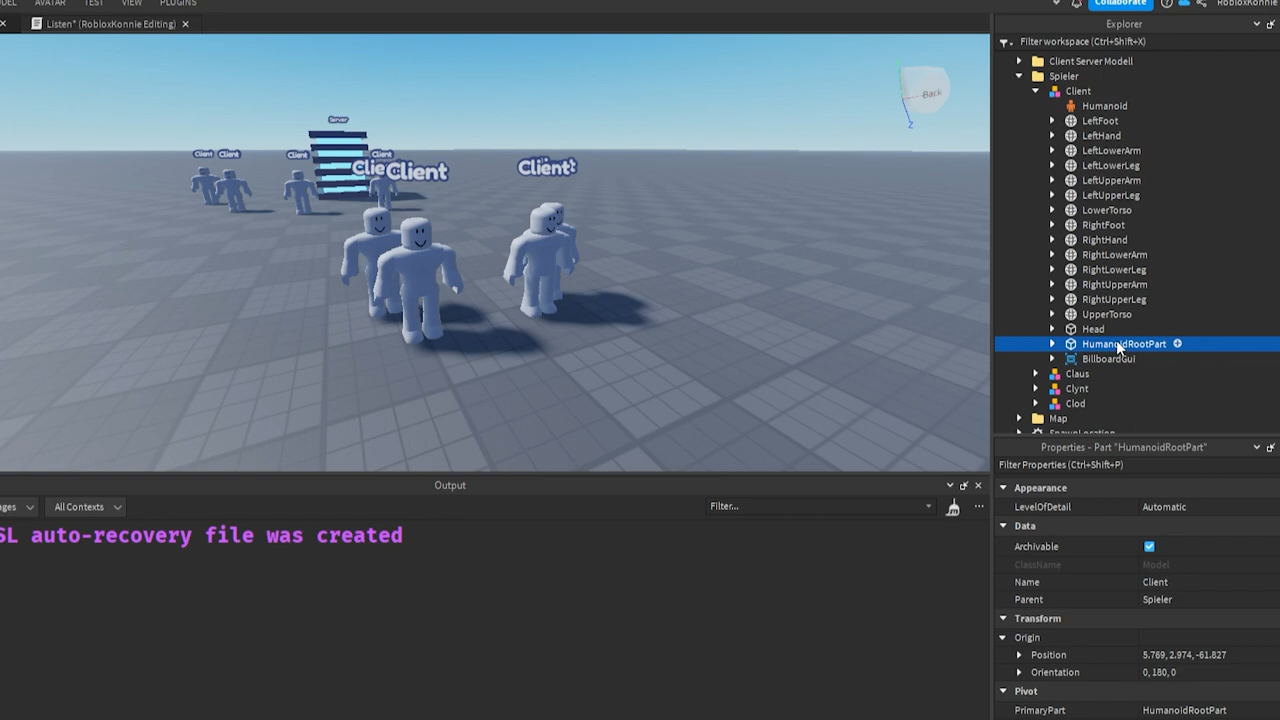 AVATAR TEST VIEW PLUGINS
Collaborate
RobloxKonnie
Listen* (RobloxKonnie Editing)
Explorer
Filter workspace (Ctrl+Shift+X)
Client Server Modell
Spieler
Client
Humanoid
LeftFoot
LeftHand
LeftLowerArm
LeftLowerLeg
LeftUpperArm
LeftUpperLeg
LowerTorso
RightFoot
RightHand
RightLowerArm
RightLowerLeg
RightUpperArm
RightUpperLeg
UpperTorso
Head
HumanoidRootPart
BillboardGui
Claus
Clynt
Clod
Map
SpawnLocation
Back
Z
Server
Client
Client
Client
Client
Client
Client
Properties - Part "HumanoidRootPart"
Filter Properties (Ctrl+Shift+P)
Appearance
LevelOfDetail Automatic
Data
Archivable
ClassName Model
Name Client
Parent Spieler
Transform
Origin
Position 5.769, 2.974, -61.827
Orientation 0, 180, 0
Pivot
PrimaryPart HumanoidRootPart
Output
All Contexts
Filter...
SL auto-recovery file was created